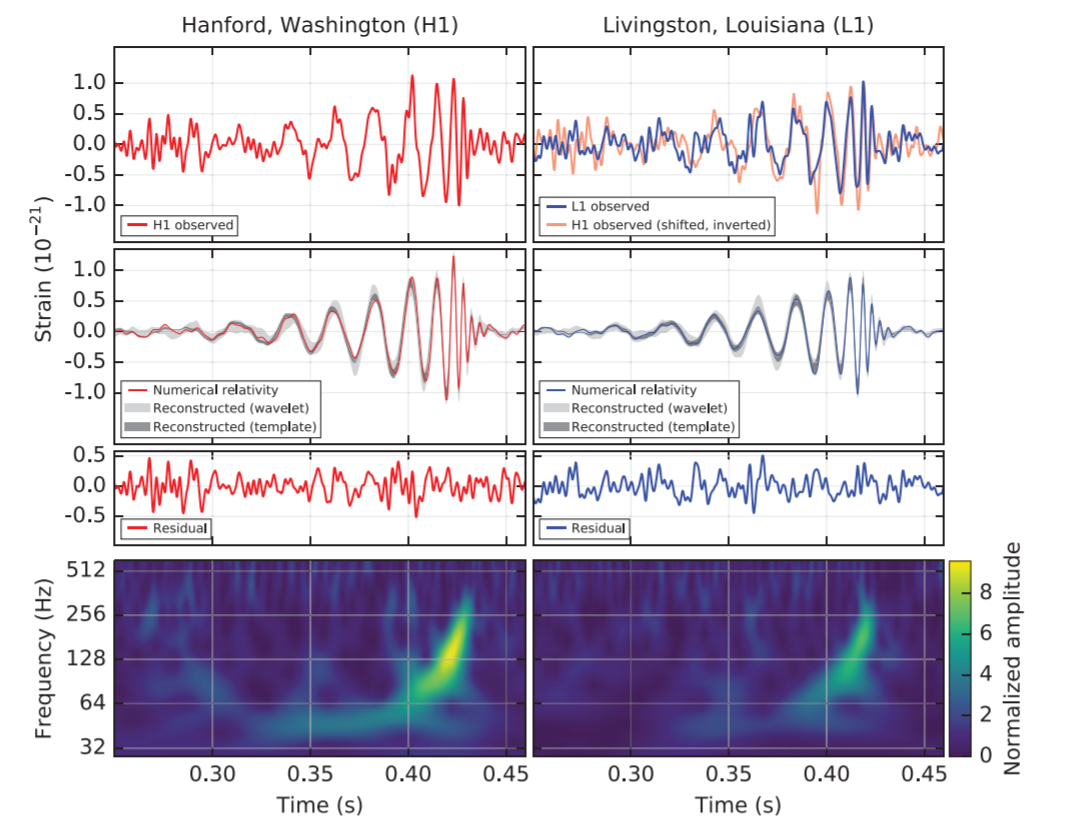 Hanford, Washington (H1)
Livingston, Louisiana (L1)
Strain (10−21)
1.0
0.5
0.0
-0.5
-1.0
H1 observed
L1 observed
H1 observed (shifted, inverted)
1.0
0.5
0.0
-0.5
-1.0
Numerical relativity
Reconstructed (wavelet)
Reconstructed (template)
Numerical relativity
Reconstructed (wavelet)
Reconstructed (template)
0.5
0.0
-0.5
Residual
Residual
Frequency (Hz)
512
256
128
64
32
Normalized amplitude
8
6
4
2
0
0.30 0.35 0.40 0.45
0.30 0.35 0.40 0.45
Time (s)
Time (s)